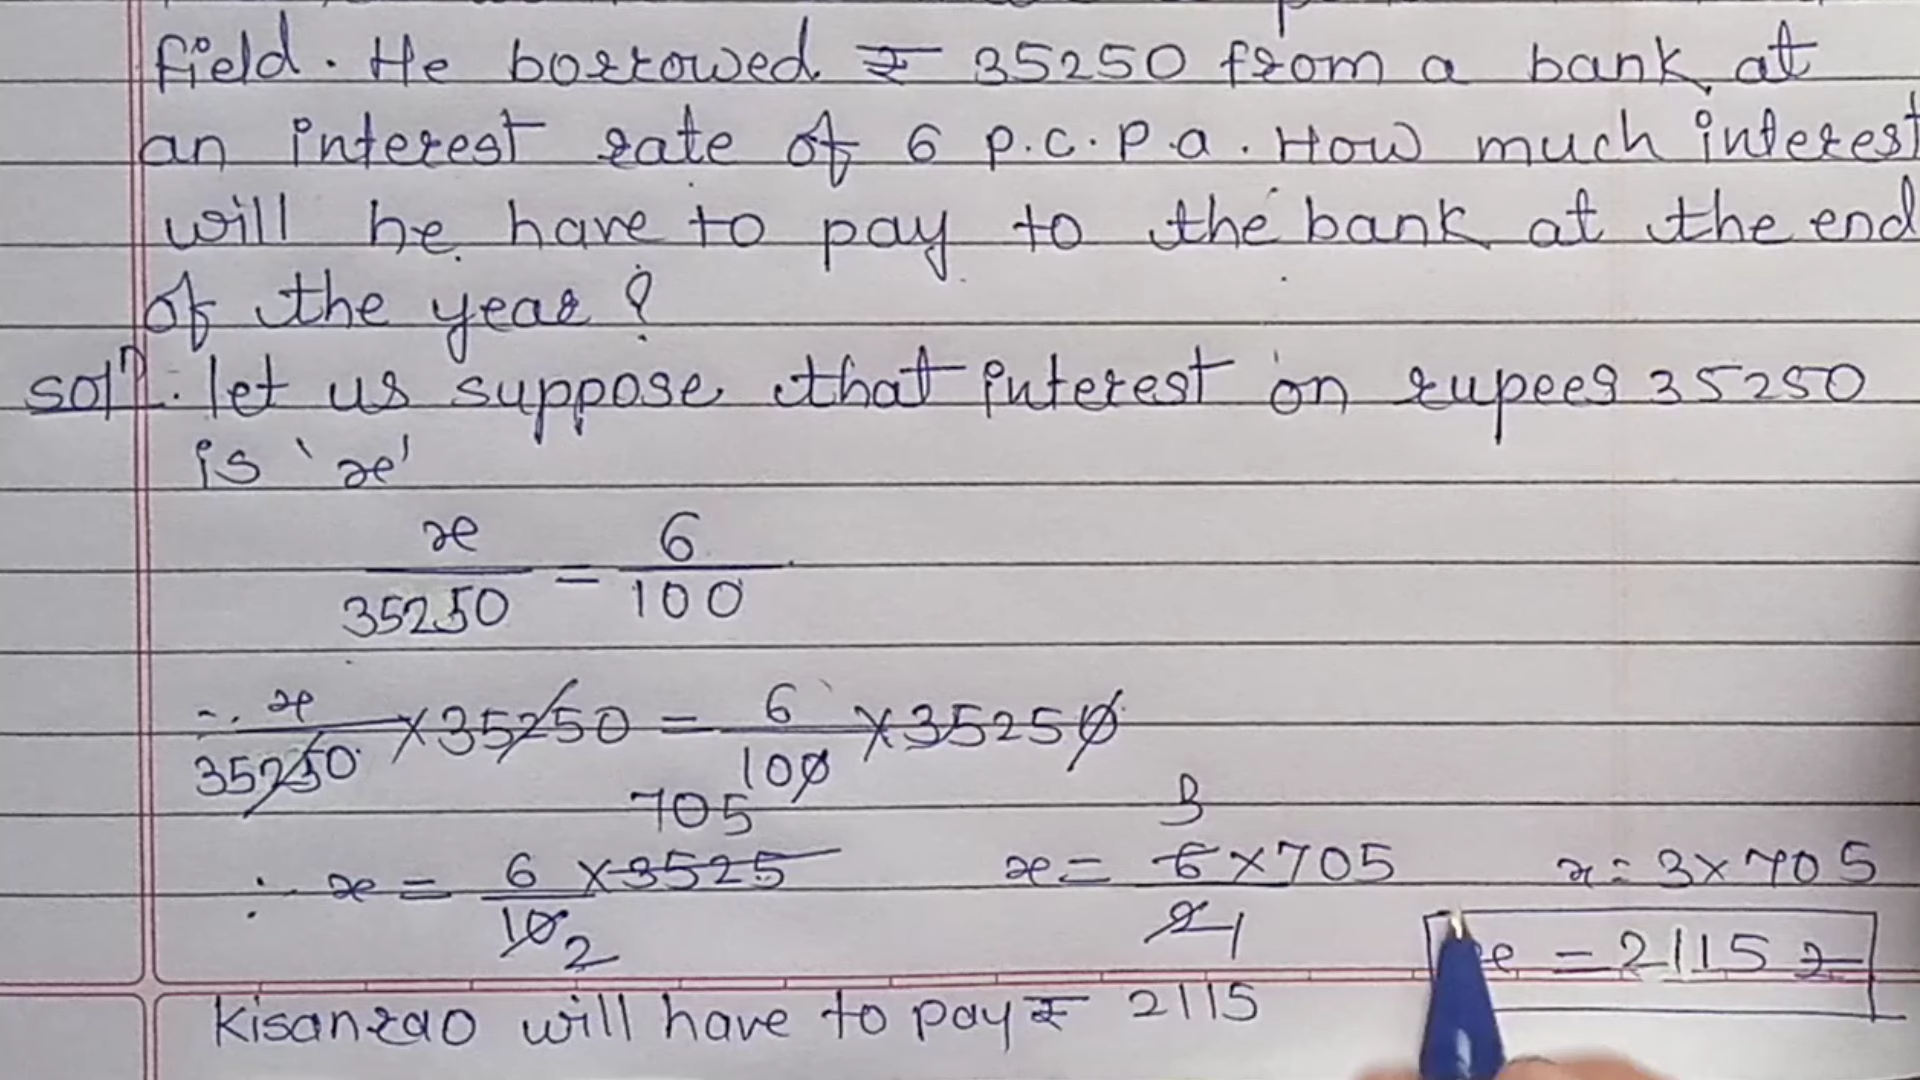 field. He borrowed ₹ 35250 from a bank at
an interest rate of 6 p.c.p.a. How much interest
will he have to pay to the bank at the end
of the year?
solⁿ. let us suppose that interest on rupees 35250
is 'x'
x/35250 = 6/100
∴ x/35250 × 35250 = 6/100 × 35250
705 3
∴ x = 6 × 3525/10 2 x = 6 × 705/2 1 x = 3 × 705
= 2115 ₹
Kisanrao will have to pay ₹ 2115